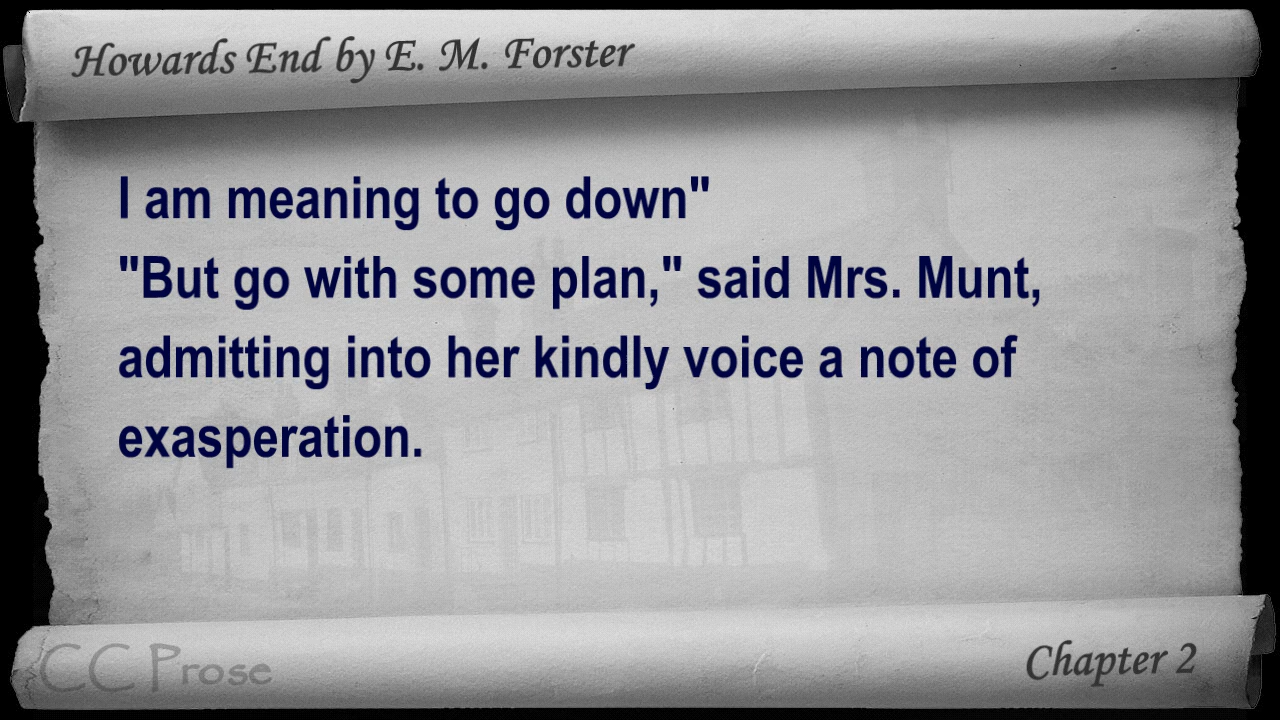 Howards End by E. M. Forster
I am meaning to go down"
"But go with some plan," said Mrs. Munt,
admitting into her kindly voice a note of
exasperation.
CC Prose
Chapter 2